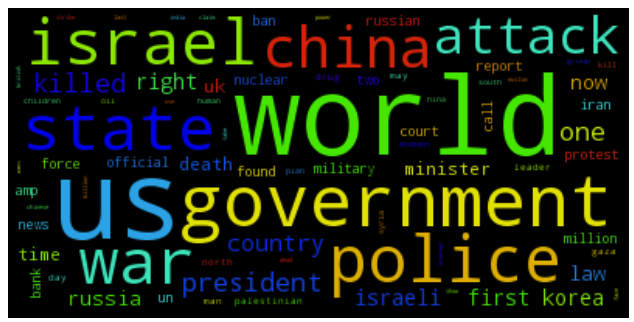 israel china attack
ban russian
killed right uk nuclear drug two may report now iran
children oil human south nina call
state world
court one protest
force official death found military minister leader
amp us government
news country million
time war police syria gaza
bank day president north law
russia un man palestinian israeli first korea